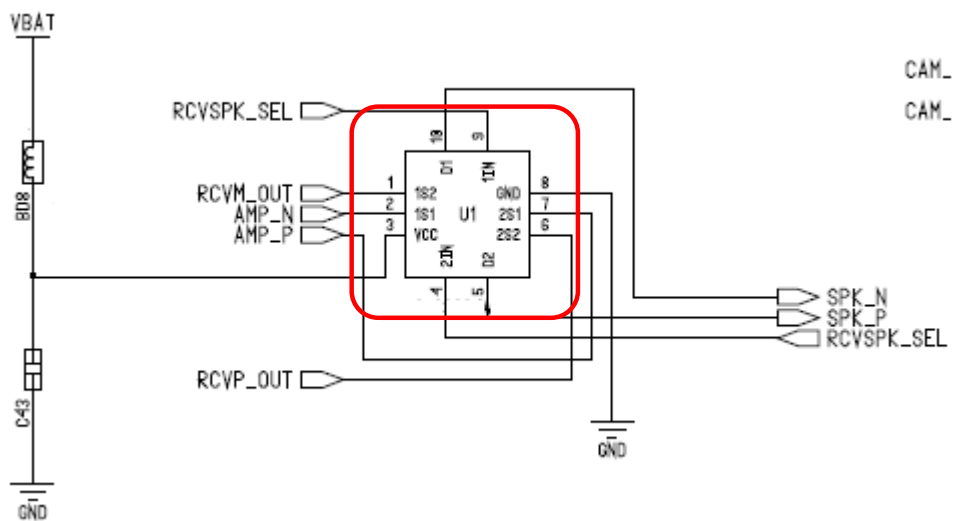 VBAT
CAM_
RCVSPK_SEL
CAM_
10
9
D1
1IN
BD8
RCVM_OUT
1
1S2
GND
8
AMP_N
2
1S1
U1
2S1
7
AMP_P
3
VCC
2S2
6
2IN
D2
4
5
SPK_N
SPK_P
RCVSPK_SEL
RCVP_OUT
C43
GND
GND